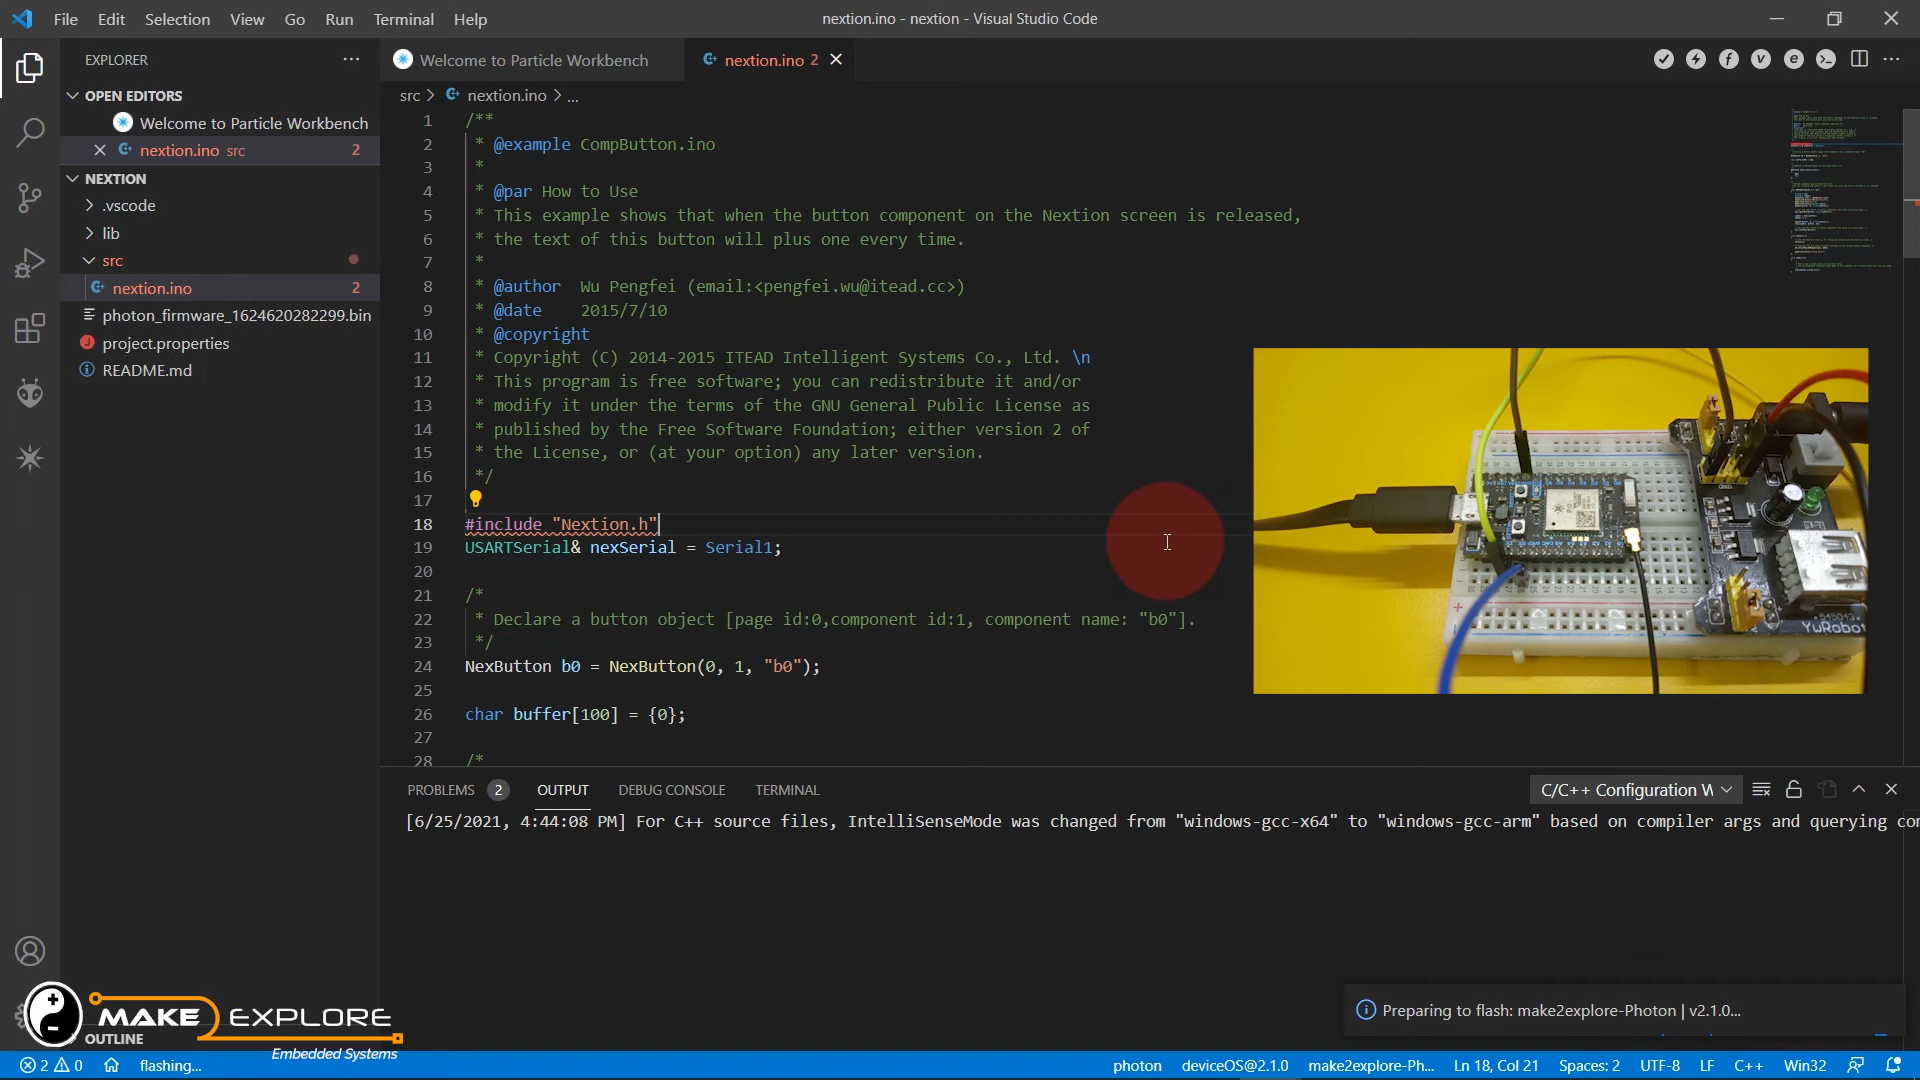 File Edit Selection View Go Run Terminal Help
nextion.ino - nextion - Visual Studio Code
EXPLORER
OPEN EDITORS
Welcome to Particle Workbench
nextion.ino src 2
NEXTION
.vscode
lib
src
nextion.ino 2
photon_firmware_1624620282299.bin
project.properties
README.md
OUTLINE
Welcome to Particle Workbench
nextion.ino 2
src > nextion.ino > ...
1 /**
2 * @example CompButton.ino
3 *
4 * @par How to Use
5 * This example shows that when the button component on the Nextion screen is released,
6 * the text of this button will plus one every time.
7 *
8 * @author Wu Pengfei (email:<pengfei.wu@itead.cc>)
9 * @date 2015/7/10
10 * @copyright
11 * Copyright (C) 2014-2015 ITEAD Intelligent Systems Co., Ltd. \n
12 * This program is free software; you can redistribute it and/or
13 * modify it under the terms of the GNU General Public License as
14 * published by the Free Software Foundation; either version 2 of
15 * the License, or (at your option) any later version.
16 */
17
18 #include "Nextion.h"
19 USARTSerial& nexSerial = Serial1;
20
21 /*
22 * Declare a button object [page id:0,component id:1, component name: "b0"].
23 */
24 NexButton b0 = NexButton(0, 1, "b0");
25
26 char buffer[100] = {0};
27
28 /*
YwRobot
PROBLEMS 2 OUTPUT DEBUG CONSOLE TERMINAL
C/C++ Configuration W
[6/25/2021, 4:44:08 PM] For C++ source files, IntelliSenseMode was changed from "windows-gcc-x64" to "windows-gcc-arm" based on compiler args and querying co
Preparing to flash: make2explore-Photon | v2.1.0...
MAKE EXPLORE
Embedded Systems
2 0 flashing...
photon deviceOS@2.1.0 make2explore-Ph... Ln 18, Col 21 Spaces: 2 UTF-8 LF C++ Win32